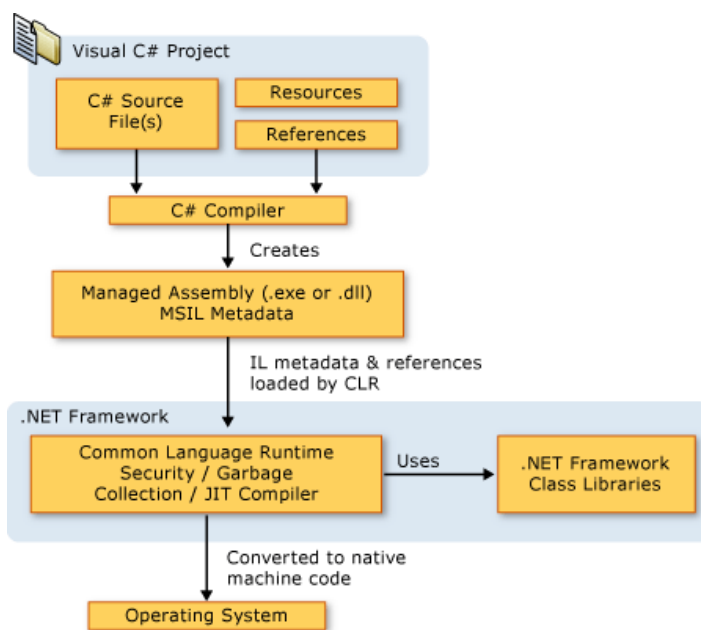 Visual C# Project
C# Source
File(s)
Resources
References
C# Compiler
Creates
Managed Assembly (.exe or .dll)
MSIL Metadata
IL metadata & references
loaded by CLR
.NET Framework
Common Language Runtime
Security / Garbage
Collection / JIT Compiler
Uses
.NET Framework
Class Libraries
Converted to native
machine code
Operating System